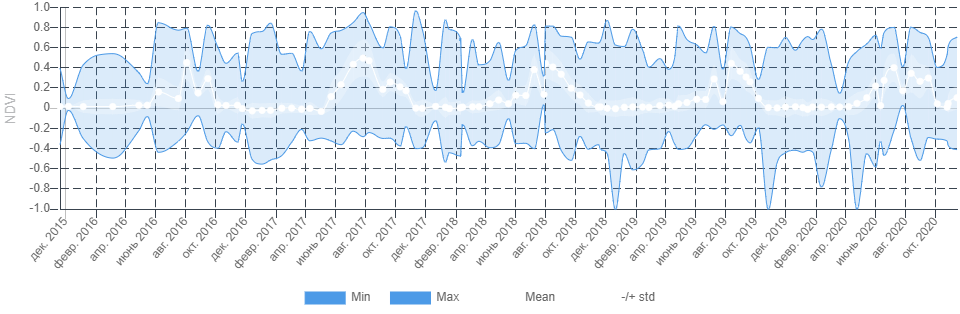 1.0
0.8
0.6
0.4
0.2
0
-0.2
-0.4
-0.6
-0.8
-1.0
NDVI
дек. 2015
февр. 2016
апр. 2016
июнь 2016
авг. 2016
окт. 2016
дек. 2016
февр. 2017
апр. 2017
июнь 2017
авг. 2017
окт. 2017
дек. 2017
февр. 2018
апр. 2018
июнь 2018
авг. 2018
окт. 2018
дек. 2018
февр. 2019
апр. 2019
июнь 2019
авг. 2019
окт. 2019
дек. 2019
февр. 2020
апр. 2020
июнь 2020
авг. 2020
окт. 2020
Min Max Mean -/+ std